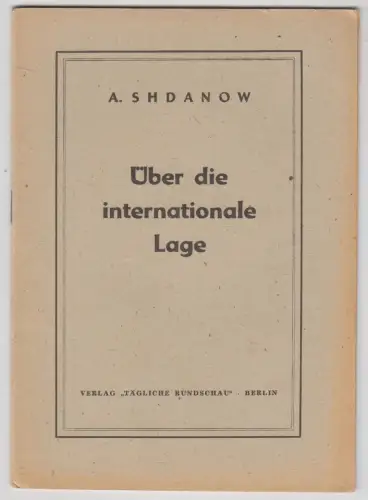 A. SHDANOW
Über die
internationale
Lage
VERLAG „TÄGLICHE RUNDSCHAU" - BERLIN